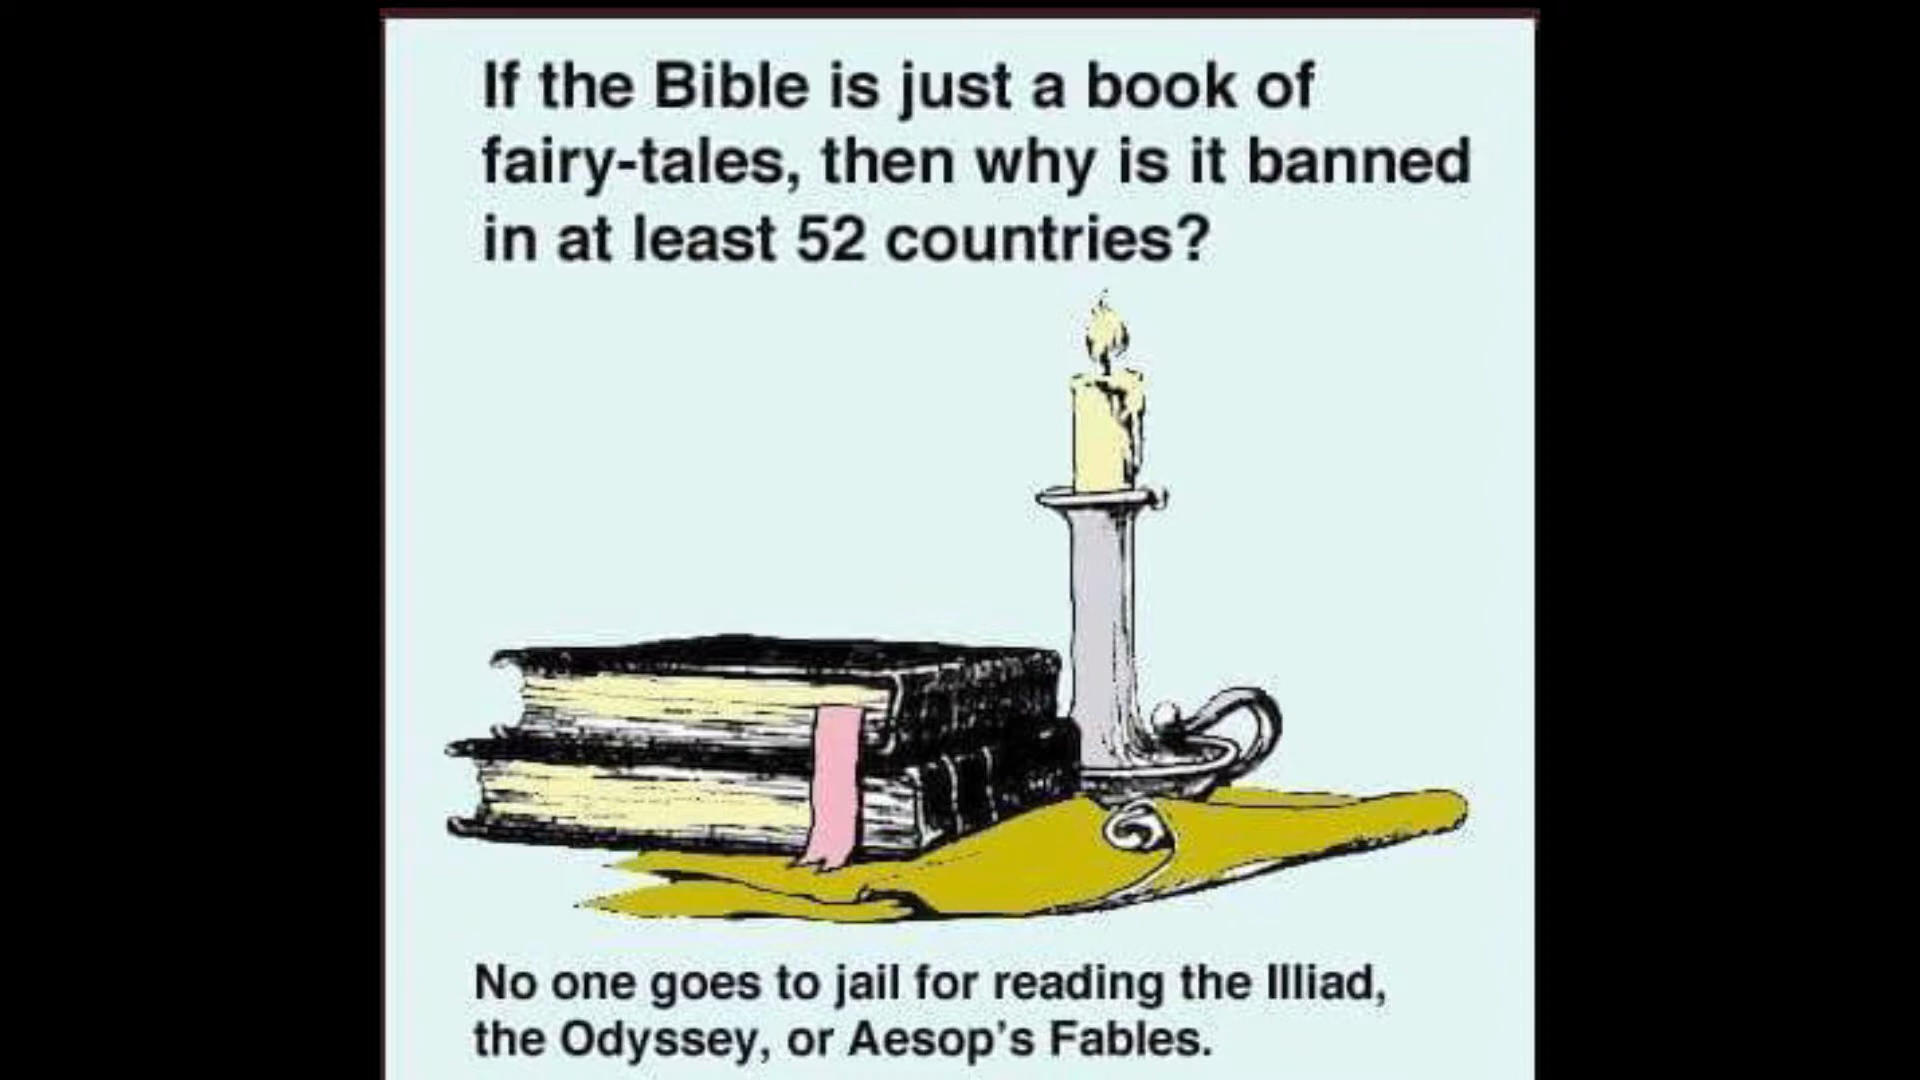 If the Bible is just a book of
fairy-tales, then why is it banned
in at least 52 countries?
No one goes to jail for reading the Illiad,
the Odyssey, or Aesop's Fables.